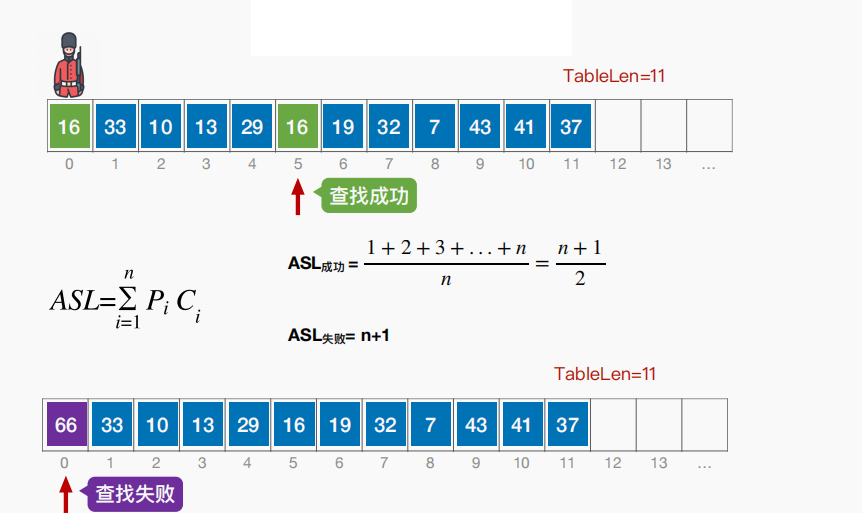 TableLen=11
16 33 10 13 29 16 19 32 7 43 41 37
0 1 2 3 4 5 6 7 8 9 10 11 12 13 ...
查找成功
ASL成功 = (1 + 2 + 3 + ... + n) / n = (n + 1) / 2
ASL=∑ i=1 n Pi Ci
ASL失败= n+1
TableLen=11
66 33 10 13 29 16 19 32 7 43 41 37
0 1 2 3 4 5 6 7 8 9 10 11 12 13 ...
查找失败